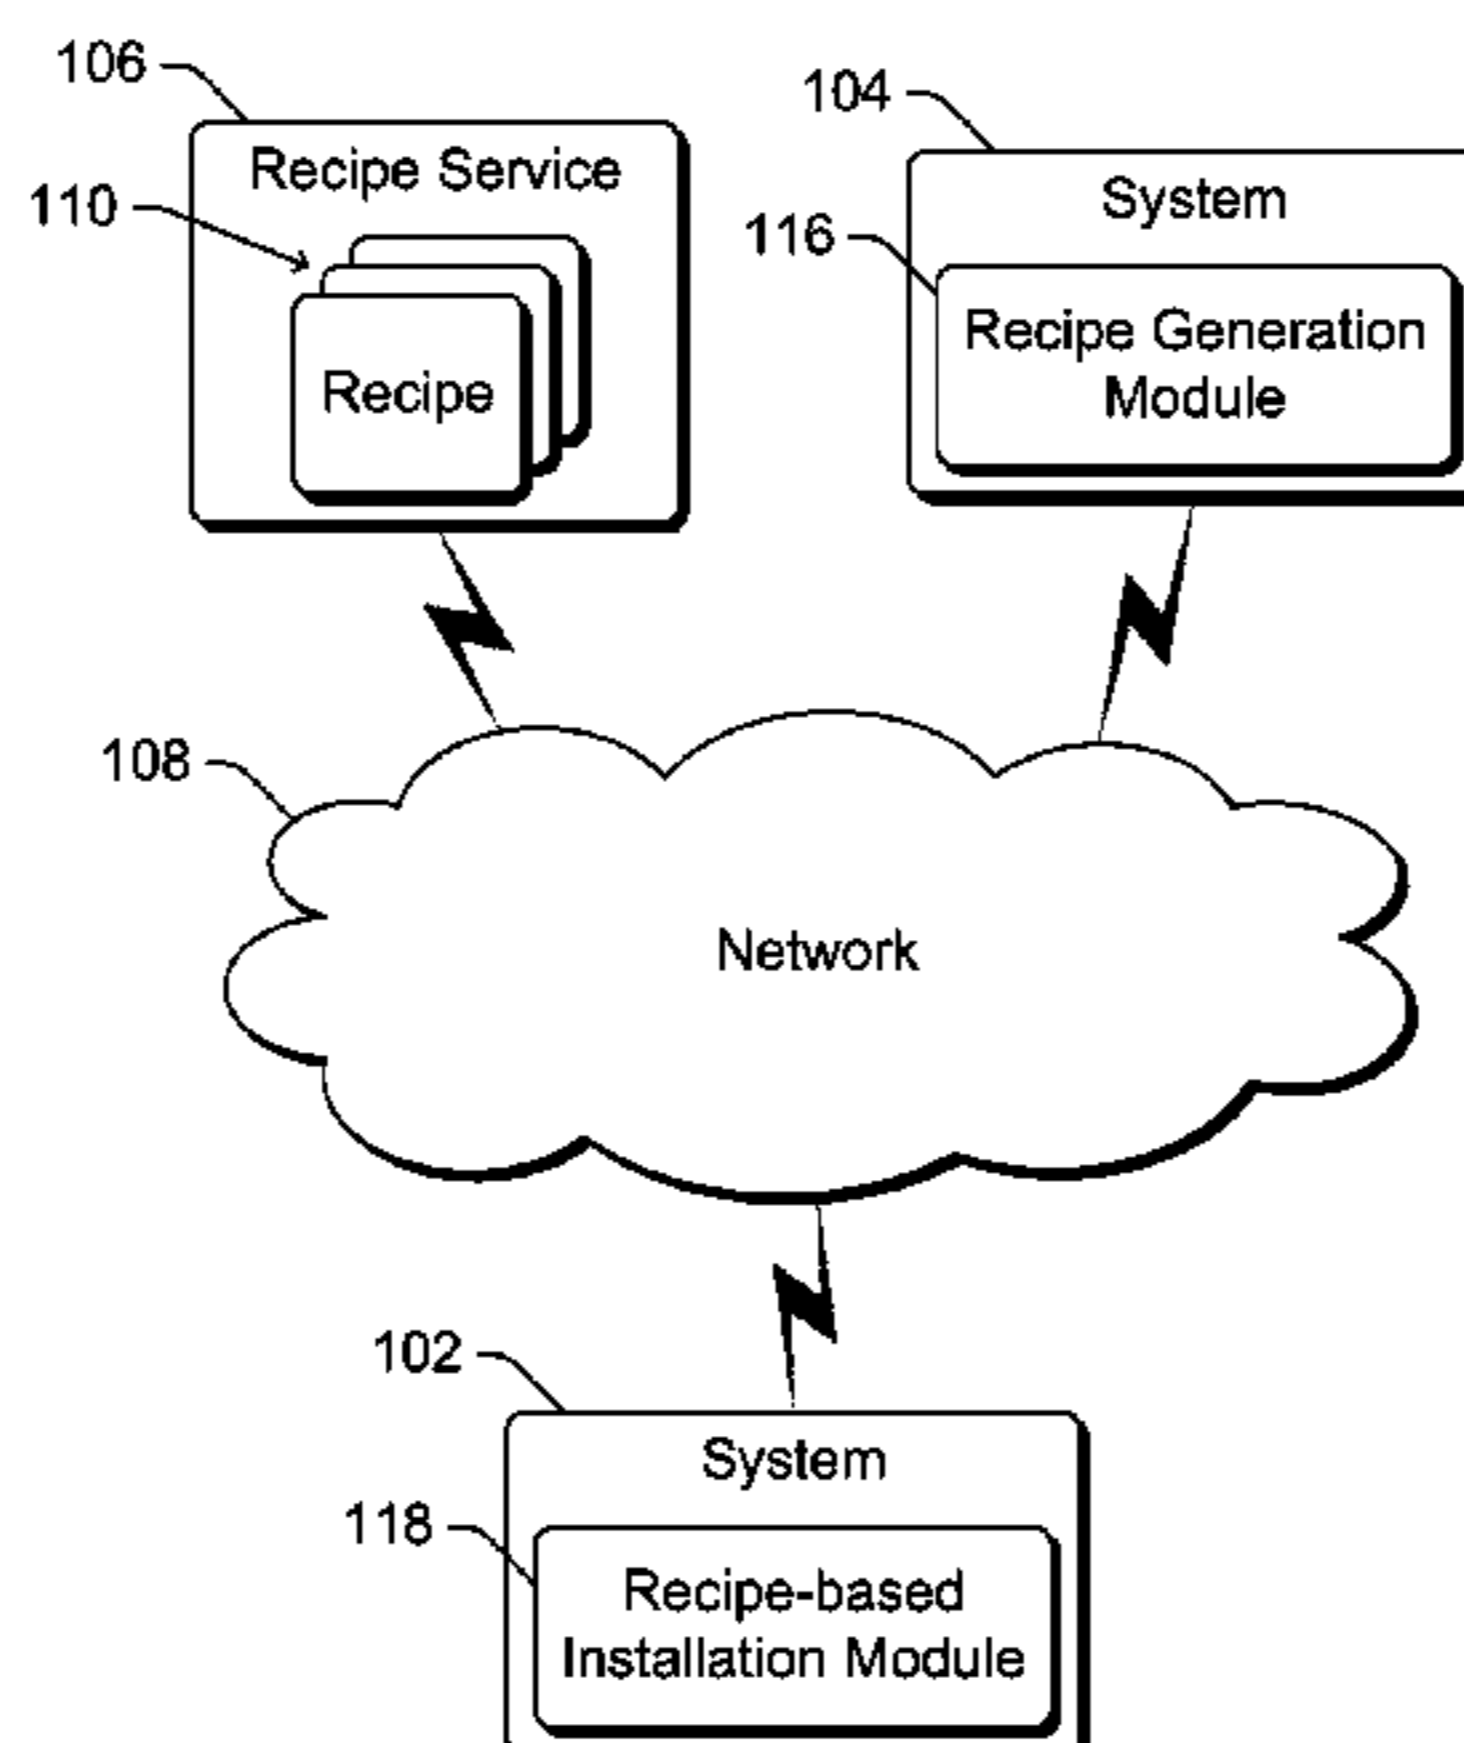 106
Recipe Service
110
Recipe
104
System
116
Recipe Generation
Module
108
Network
102
System
118
Recipe-based
Installation Module